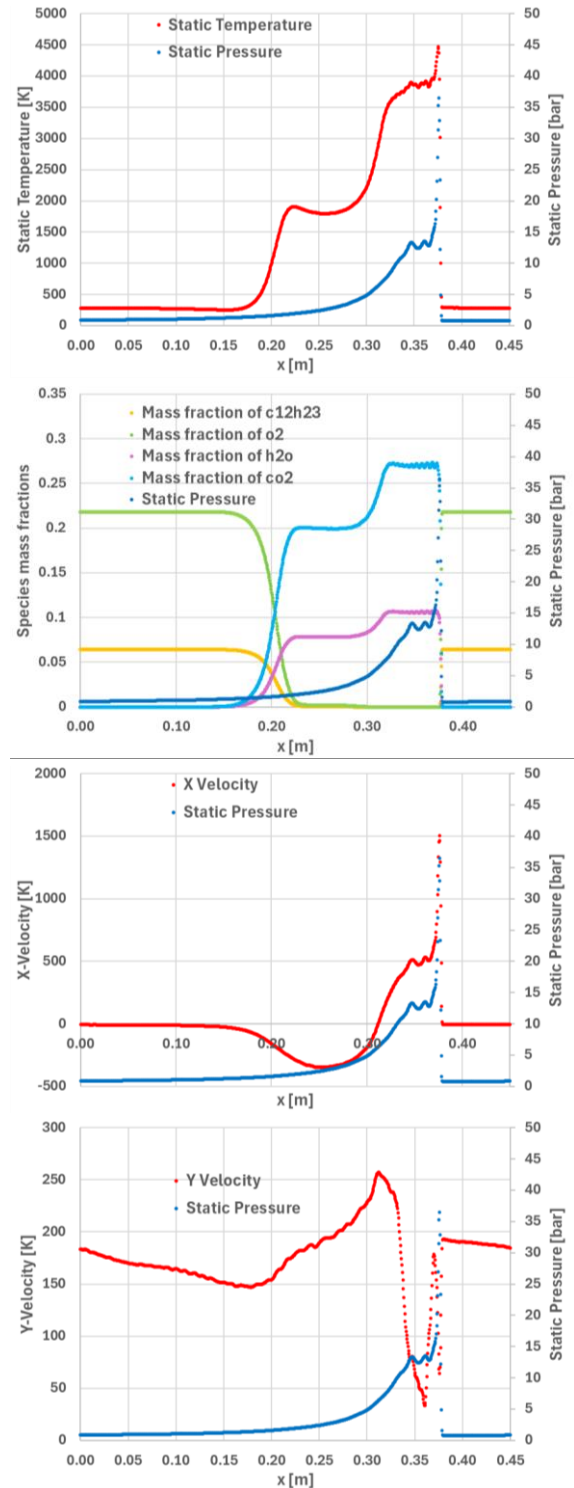 Static Temperature
Static Pressure
Static Temperature [K]
5000
4500
4000
3500
3000
2500
2000
1500
1000
500
0
50
45
40
35
30
25
20
15
10
5
0
Static Pressure [bar]
0.00 0.05 0.10 0.15 0.20 0.25 0.30 0.35 0.40 0.45
x [m]
Mass fraction of c12h23
Mass fraction of o2
Mass fraction of h2o
Mass fraction of co2
Static Pressure
Species mass fractions
0.35
0.3
0.25
0.2
0.15
0.1
0.05
0
50
45
40
35
30
25
20
15
10
5
0
Static Pressure [bar]
0.00 0.10 0.20 0.30 0.40
x [m]
X Velocity
Static Pressure
X-Velocity [K]
2000
1500
1000
500
0
-500
50
45
40
35
30
25
20
15
10
5
0
Static Pressure [bar]
0.00 0.10 0.20 0.30 0.40
x [m]
Y Velocity
Static Pressure
Y-Velocity [K]
300
250
200
150
100
50
0
50
45
40
35
30
25
20
15
10
5
0
Static Pressure [bar]
0.00 0.05 0.10 0.15 0.20 0.25 0.30 0.35 0.40 0.45
x [m]